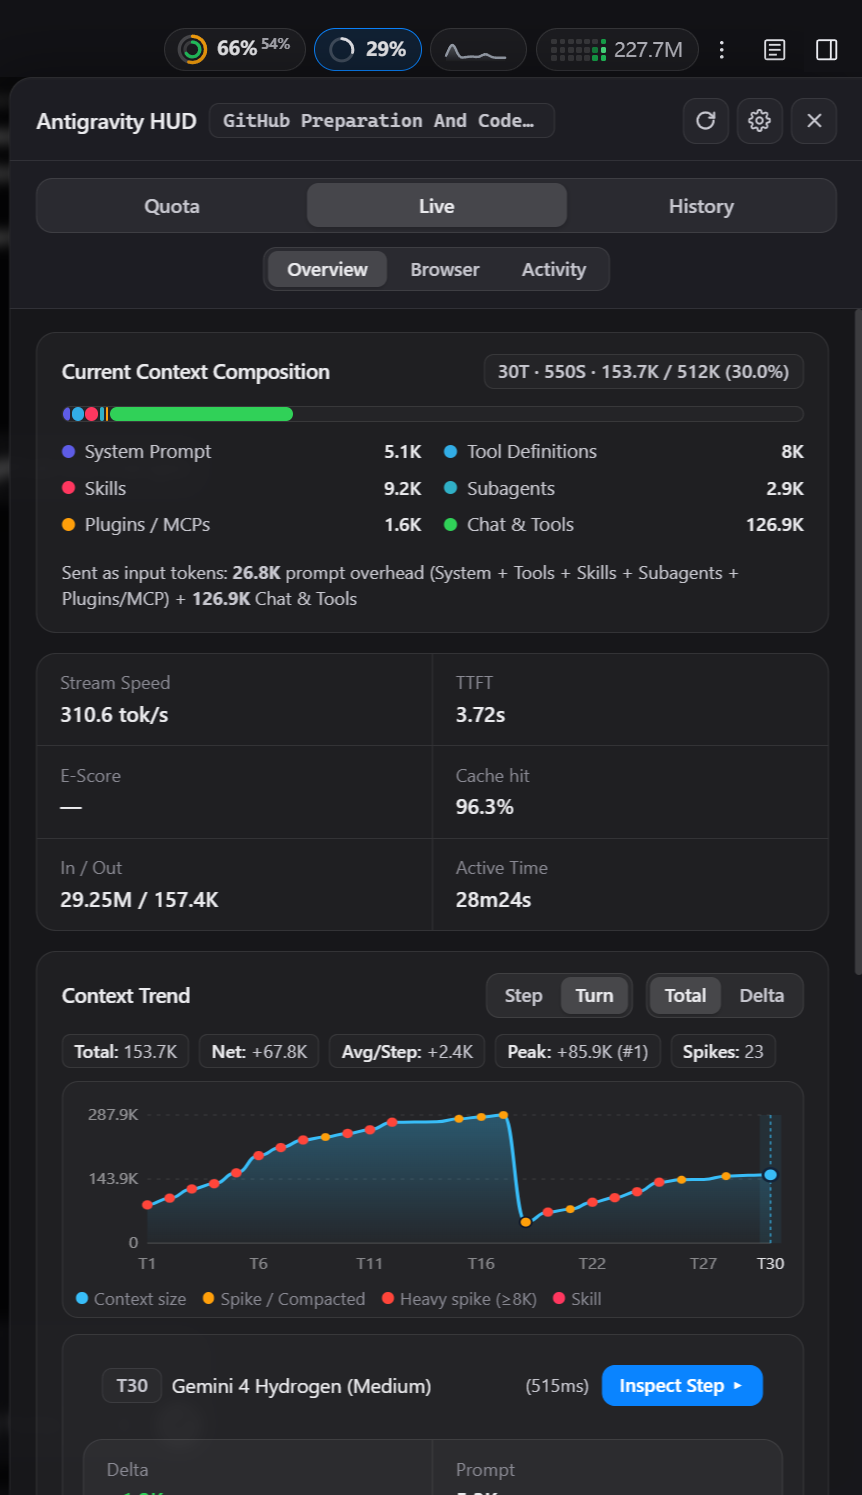 66% 54% 29% 227.7M
Antigravity HUD GitHub Preparation And Code…
Quota Live History
Overview Browser Activity
Current Context Composition 30T · 550S · 153.7K / 512K (30.0%)
System Prompt 5.1K Tool Definitions 8K
Skills 9.2K Subagents 2.9K
Plugins / MCPs 1.6K Chat & Tools 126.9K
Sent as input tokens: 26.8K prompt overhead (System + Tools + Skills + Subagents +
Plugins/MCP) + 126.9K Chat & Tools
Stream Speed TTFT
310.6 tok/s 3.72s
E-Score Cache hit
— 96.3%
In / Out Active Time
29.25M / 157.4K 28m24s
Context Trend Step Turn Total Delta
Total: 153.7K Net: +67.8K Avg/Step: +2.4K Peak: +85.9K (#1) Spikes: 23
287.9K
143.9K
0
T1 T6 T11 T16 T22 T27 T30
Context size Spike / Compacted Heavy spike (≥8K) Skill
T30 Gemini 4 Hydrogen (Medium) (515ms) Inspect Step ▸
Delta Prompt